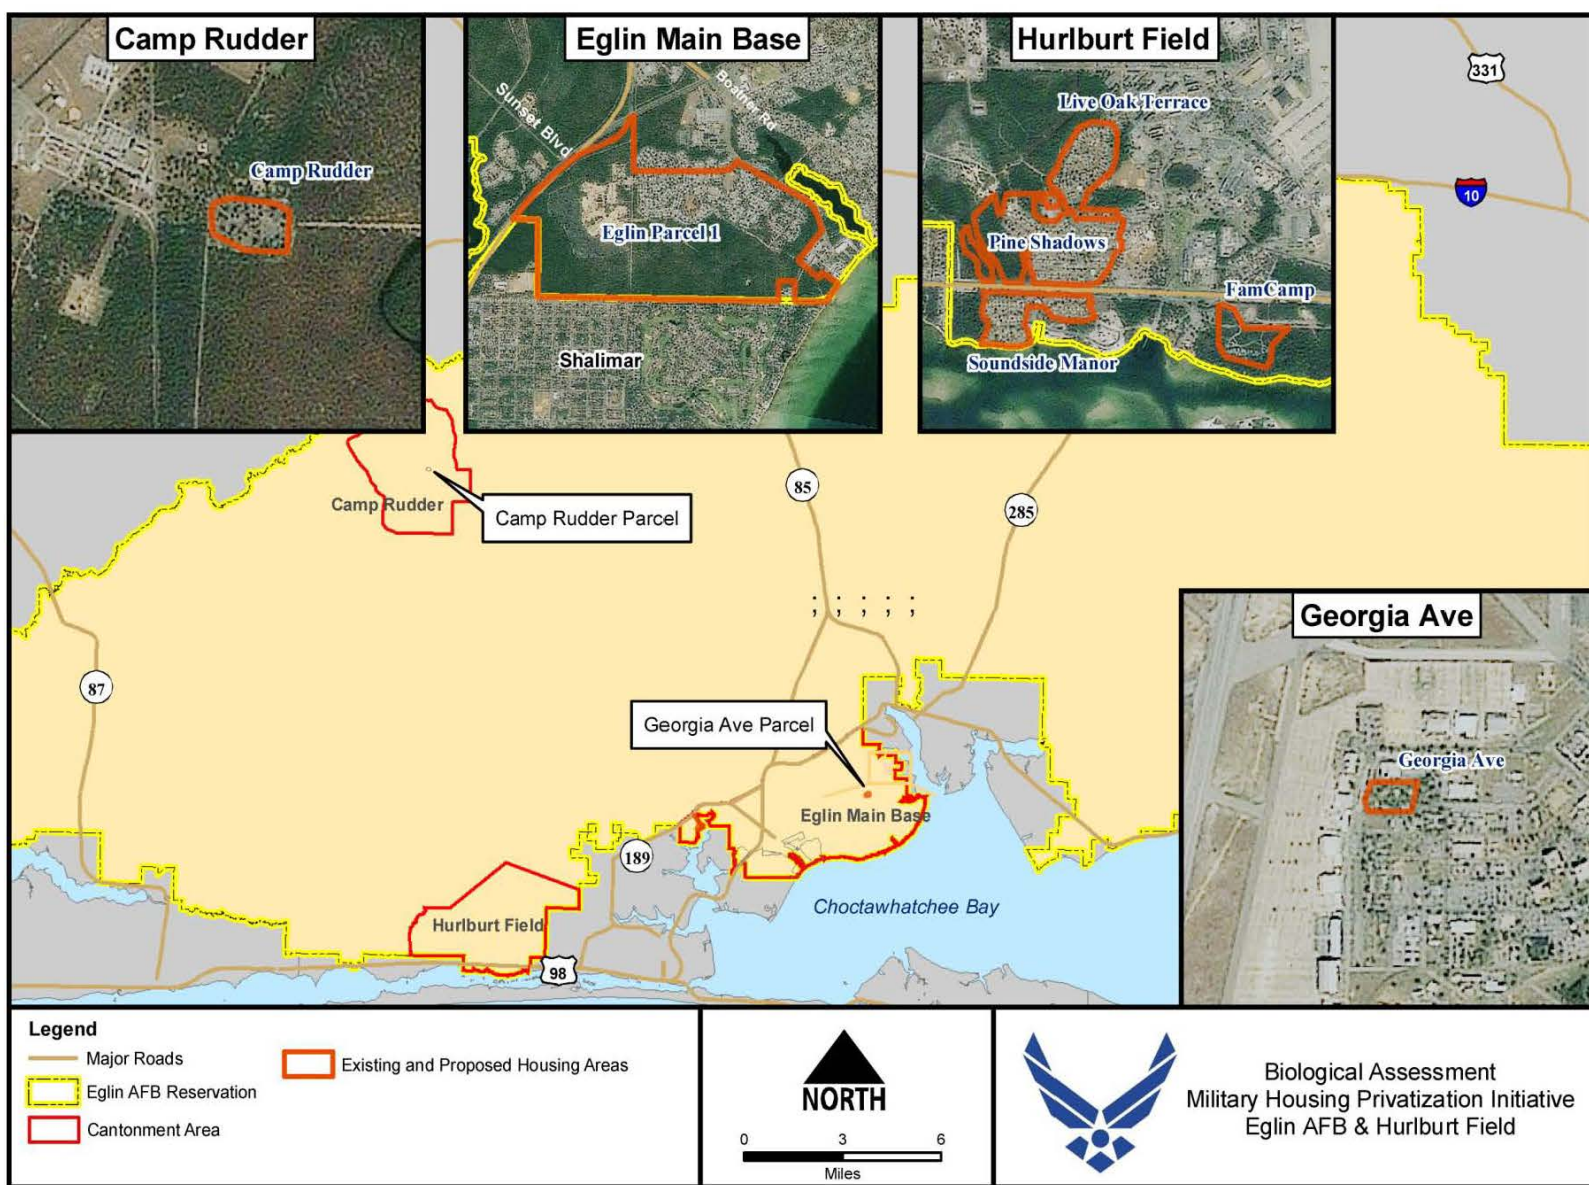 Camp Rudder
Eglin Main Base
Hurlburt Field
331
Sunset Blvd
Boatner Rd
Live Oak Terrace
Camp Rudder
10
Eglin Parcel 1
Pine Shadows
FamCamp
Shalimar
Soundside Manor
85
Camp Rudder
Camp Rudder Parcel
285
; ; ; ; ;
Georgia Ave
87
Georgia Ave Parcel
Georgia Ave
Eglin Main Base
189
Choctawhatchee Bay
Hurlburt Field
98
Legend
Major Roads
Eglin AFB Reservation
Cantonment Area
Existing and Proposed Housing Areas
NORTH
0 3 6
Miles
Biological Assessment
Military Housing Privatization Initiative
Eglin AFB & Hurlburt Field